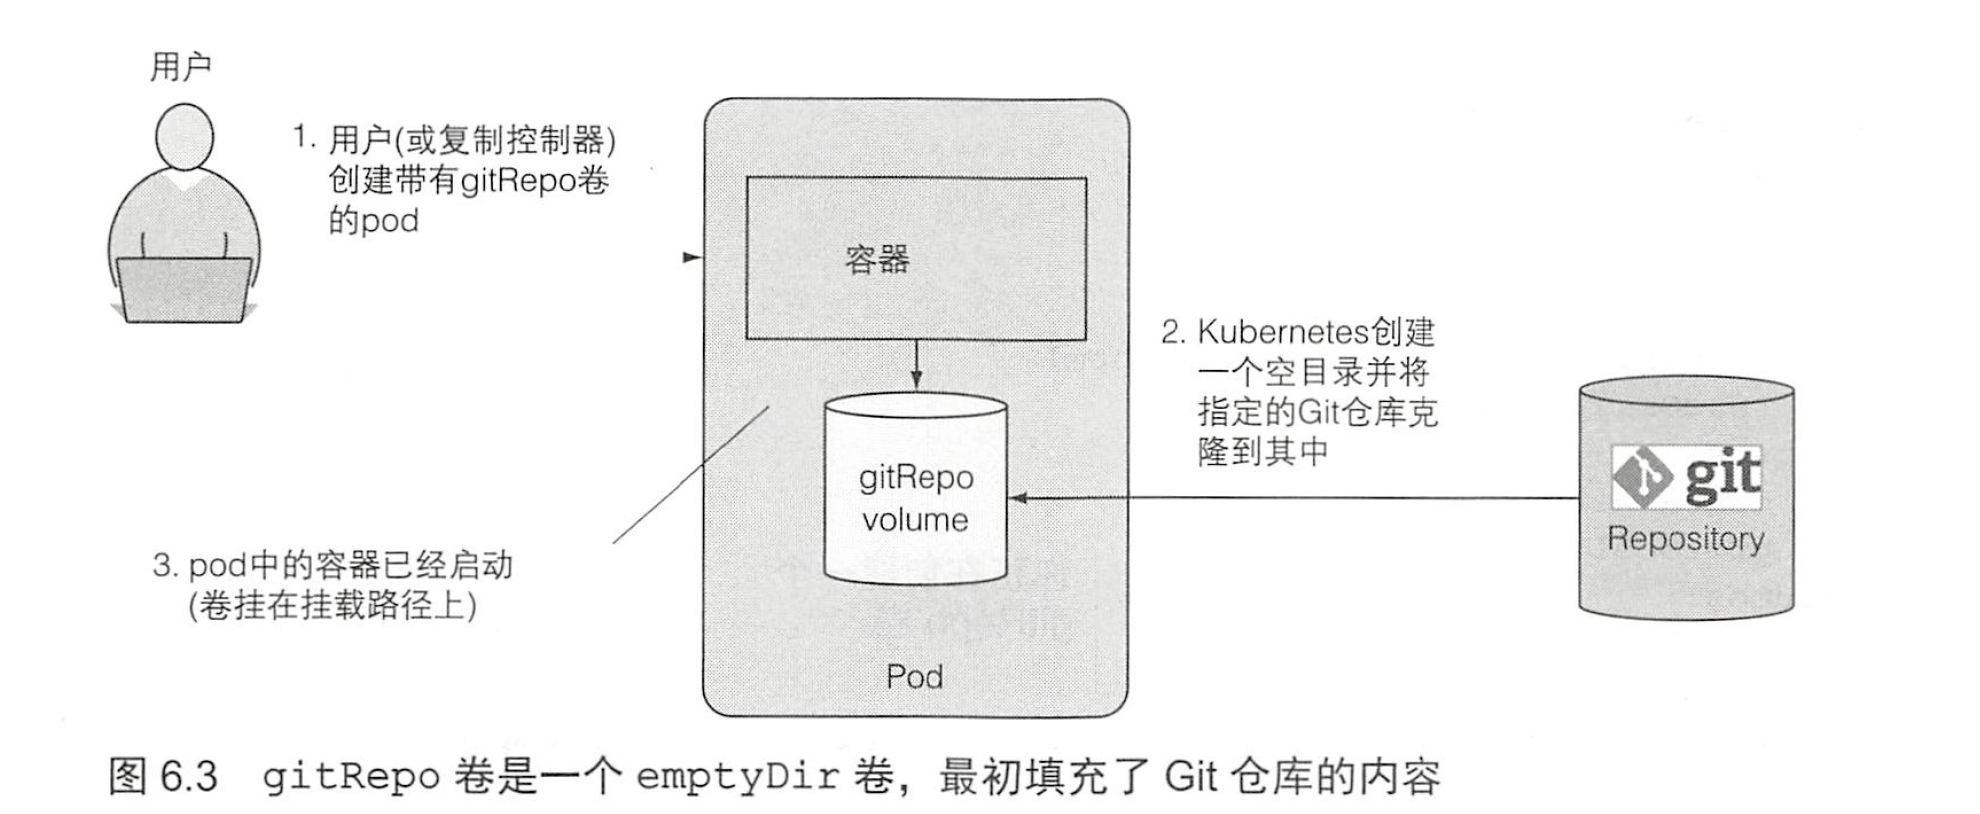 用户
1. 用户(或复制控制器)
创建带有gitRepo卷
的pod
容器
2. Kubernetes创建
一个空目录并将
指定的Git仓库克
隆到其中
gitRepo
volume
git
Repository
3. pod中的容器已经启动
(卷挂在挂载路径上)
Pod
图 6.3 gitRepo 卷是一个 emptyDir 卷，最初填充了 Git 仓库的内容